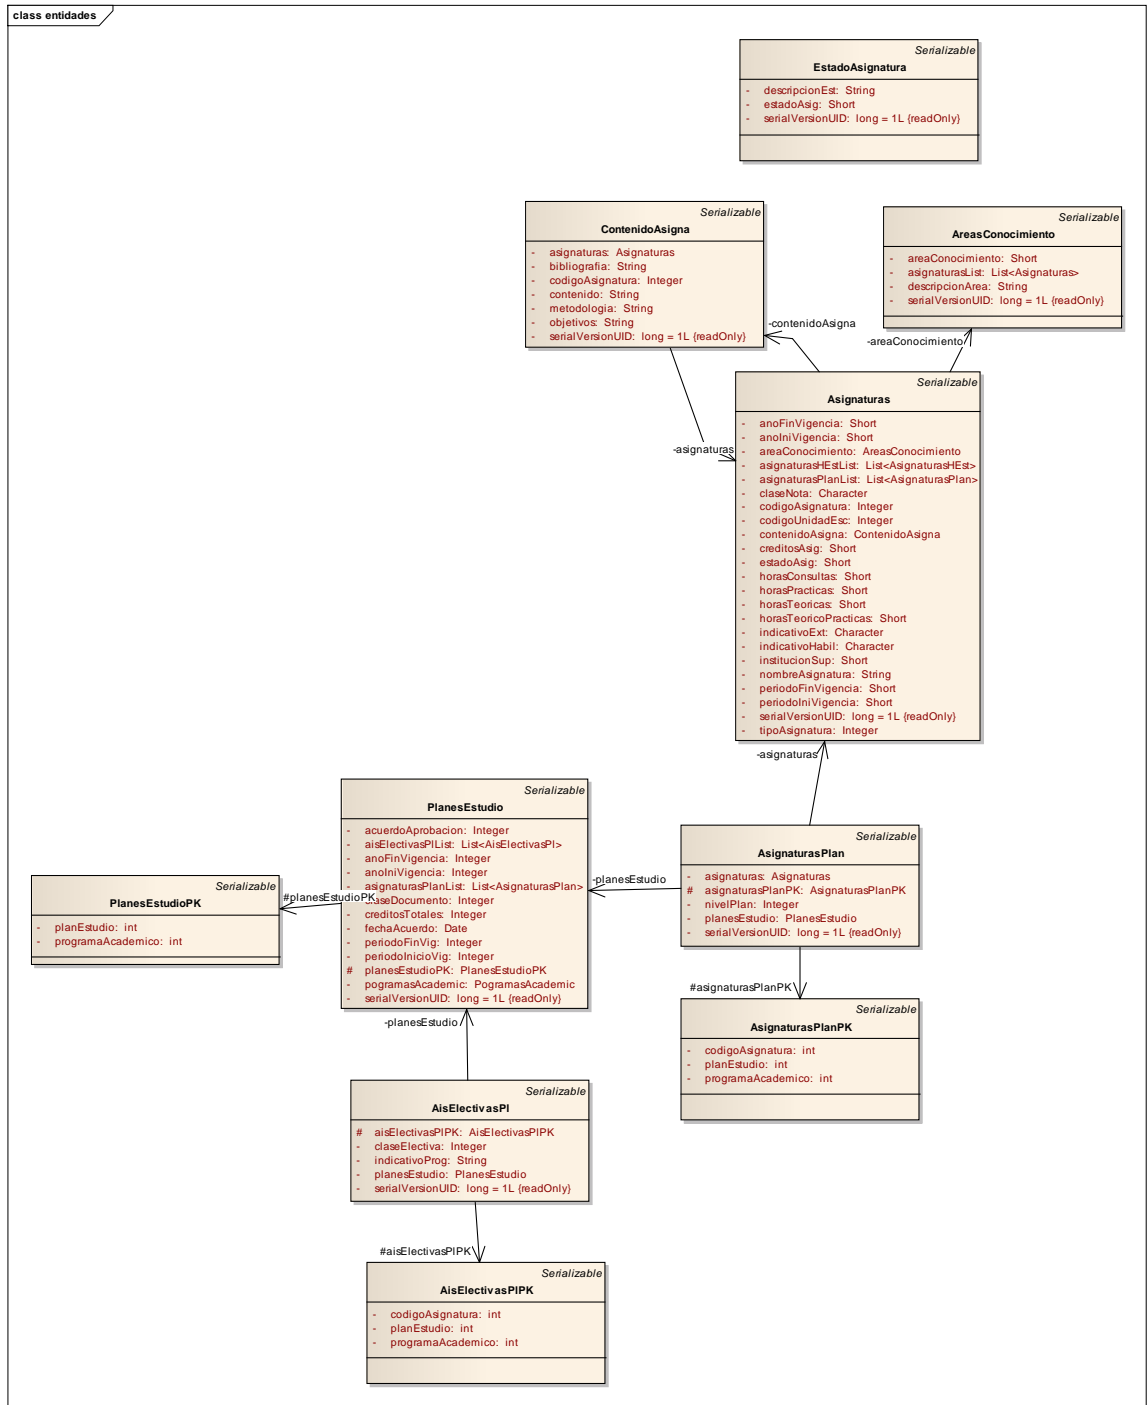 class entidades
Serializable
EstadoAsignatura
- descripcionEst: String
- estadoAsig: Short
- serialVersionUID: long = 1L {readOnly}
Serializable
ContenidoAsigna
- asignaturas: Asignaturas
- bibliografia: String
- codigoAsignatura: Integer
- contenido: String
- metodologia: String
- objetivos: String
- serialVersionUID: long = 1L {readOnly}
Serializable
AreasConocimiento
- areaConocimiento: Short
- asignaturasList: List<Asignaturas>
- descripcionArea: String
- serialVersionUID: long = 1L {readOnly}
-contenidoAsigna
-areaConocimiento
-asignaturas
Serializable
Asignaturas
- anoFinVigencia: Short
- anoIniVigencia: Short
- areaConocimiento: AreasConocimiento
- asignaturasHEstList: List<AsignaturasHEst>
- asignaturasPlanList: List<AsignaturasPlan>
- claseNota: Character
- codigoAsignatura: Integer
- codigoUnidadEsc: Integer
- contenidoAsigna: ContenidoAsigna
- creditosAsig: Short
- estadoAsig: Short
- horasConsultas: Short
- horasPracticas: Short
- horasTeoricas: Short
- horasTeoricoPracticas: Short
- indicativoExt: Character
- indicativoHabil: Character
- institucionSup: Short
- nombreAsignatura: String
- periodoFinVigencia: Short
- periodoIniVigencia: Short
- serialVersionUID: long = 1L {readOnly}
- tipoAsignatura: Integer
-asignaturas
Serializable
PlanesEstudio
- acuerdoAprobacion: Integer
- aisElectivasPlList: List<AisElectivasPl>
- anoFinVigencia: Integer
- anoIniVigencia: Integer
- asignaturasPlanList: List<AsignaturasPlan>
- claseDocumento: Integer
- creditosTotales: Integer
- fechaAcuerdo: Date
- periodoFinVig: Integer
- periodoInicioVig: Integer
# planesEstudioPK: PlanesEstudioPK
- pogramasAcademic: PogramasAcademic
- serialVersionUID: long = 1L {readOnly}
Serializable
AsignaturasPlan
- asignaturas: Asignaturas
# asignaturasPlanPK: AsignaturasPlanPK
- nivelPlan: Integer
- planesEstudio: PlanesEstudio
- serialVersionUID: long = 1L {readOnly}
-planesEstudio
Serializable
PlanesEstudioPK
- planEstudio: int
- programaAcademico: int
#planesEstudioPK
#asignaturasPlanPK
Serializable
AsignaturasPlanPK
- codigoAsignatura: int
- planEstudio: int
- programaAcademico: int
-planesEstudio
Serializable
AisElectivasPl
# aisElectivasPlPK: AisElectivasPlPK
- claseElectiva: Integer
- indicativoProg: String
- planesEstudio: PlanesEstudio
- serialVersionUID: long = 1L {readOnly}
#aisElectivasPlPK
Serializable
AisElectivasPlPK
- codigoAsignatura: int
- planEstudio: int
- programaAcademico: int